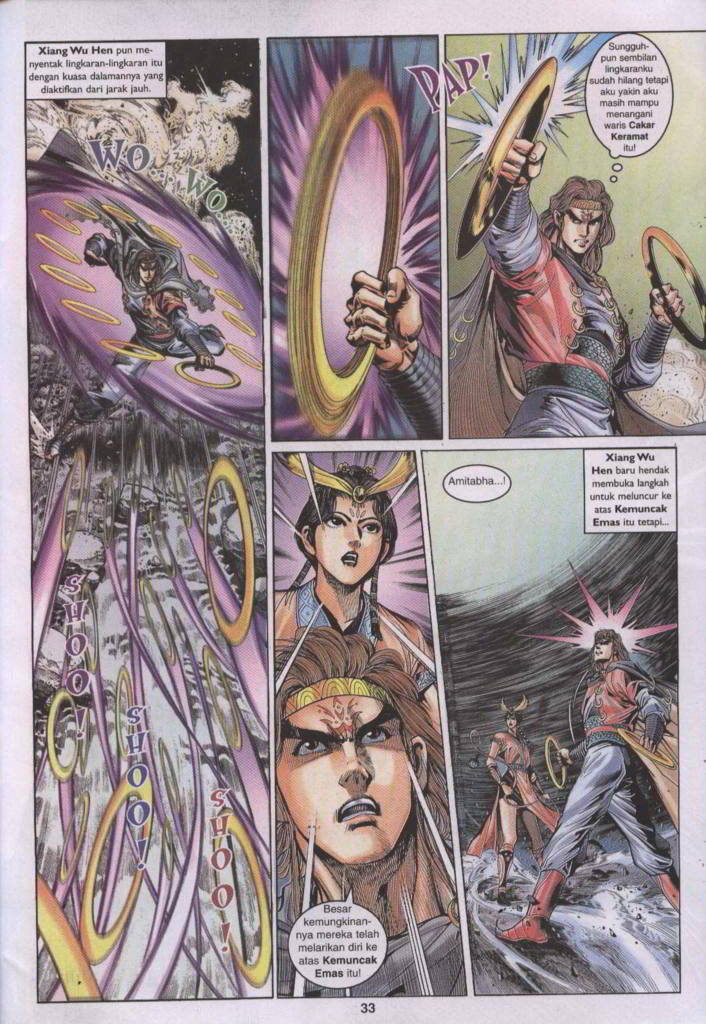 Xiang Wu Hen pun me-
nyentak lingkaran-lingkaran itu
dengan kuasa dalamannya yang
diaktifkan dari jarak jauh.
WO...WO..
PAP!
Sungguh-
pun sembilan
lingkaranku
sudah hilang tetapi
aku yakin aku
masih mampu
menangani
waris Cakar
Keramat
itu!
SHOO!
SHOO!
SHOO!
Besar
kemungkinan-
nya mereka telah
melarikan diri ke
atas Kemuncak
Emas itu!
Amitabha...!
Xiang Wu
Hen baru hendak
membuka langkah
untuk meluncur ke
atas Kemuncak
Emas itu tetapi...
33